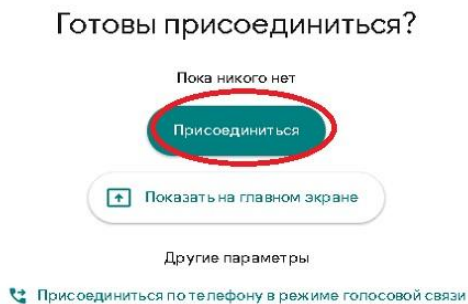 Готовы присоединиться?
Пока никого нет
Присоединиться
Показать на главном экране
Другие параметры
Присоединиться по телефону в режиме голосовой связи